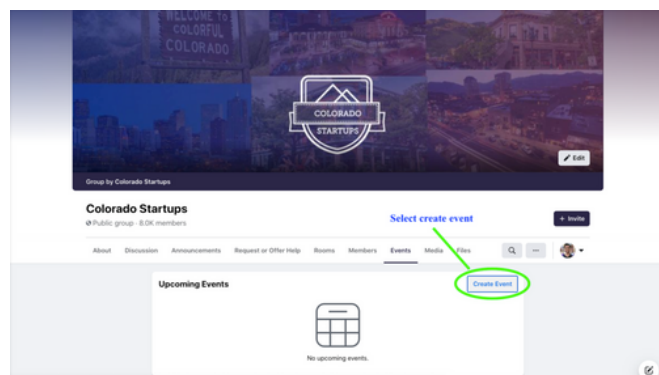 WELCOME TO
COLORFUL
COLORADO
COLORADO
STARTUPS
Edit
Group by Colorado Startups
Colorado Startups
Public group · 8.0K members
Select create event
+ Invite
About Discussion Announcements Request or Offer Help Rooms Members Events Media Files
Upcoming Events
Create Event
No upcoming events.